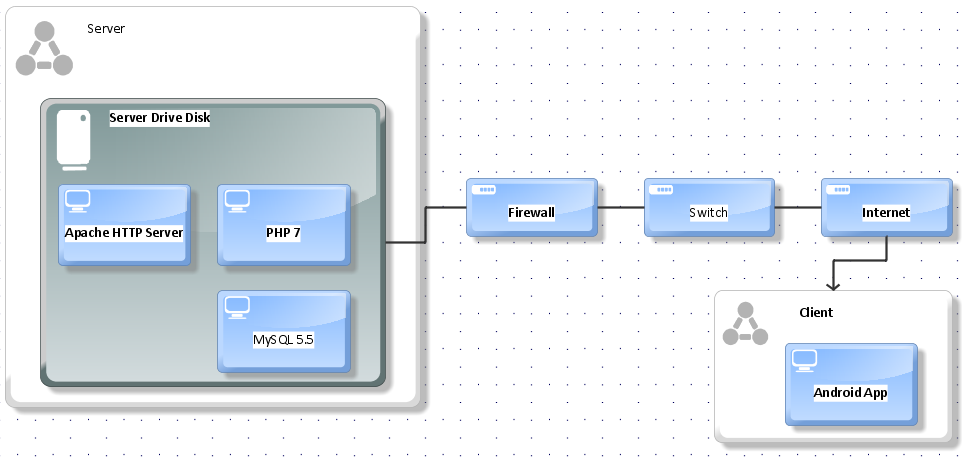 Server
Server Drive Disk
Apache HTTP Server
PHP 7
MySQL 5.5
Firewall
Switch
Internet
Client
Android App